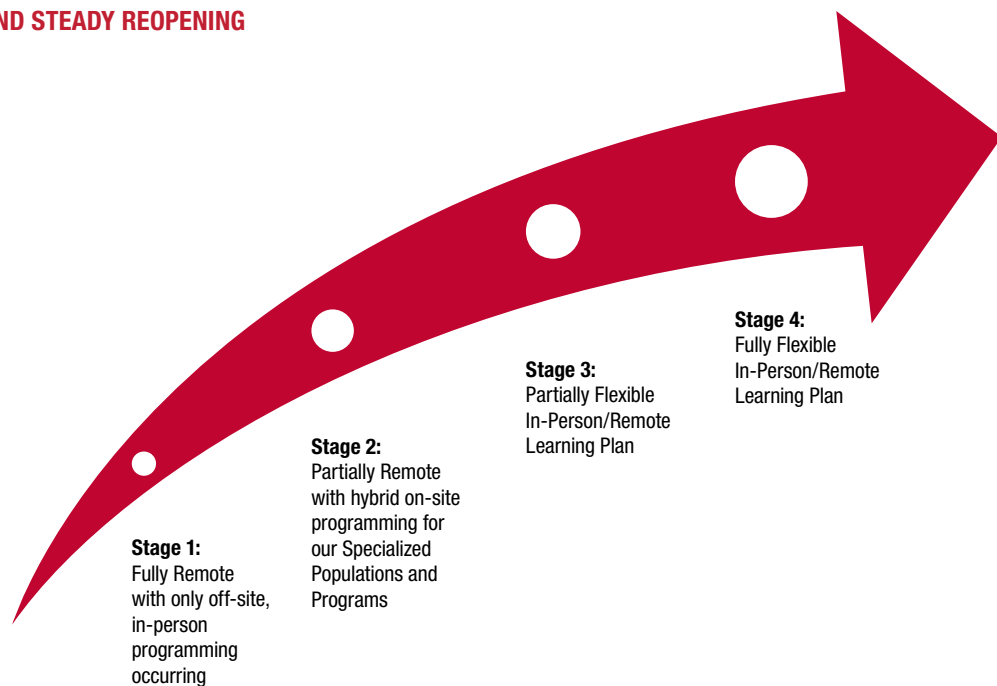 AND STEADY REOPENING
Stage 1:
Fully Remote
with only off-site,
in-person
programming
occurring
Stage 2:
Partially Remote
with hybrid on-site
programming for
our Specialized
Populations and
Programs
Stage 3:
Partially Flexible
In-Person/Remote
Learning Plan
Stage 4:
Fully Flexible
In-Person/Remote
Learning Plan